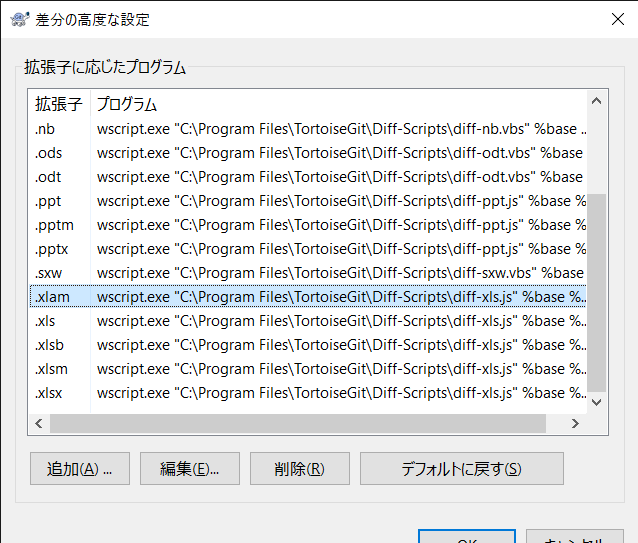 差分の高度な設定
拡張子に応じたプログラム
拡張子 プログラム
.nb wscript.exe "C:\Program Files\TortoiseGit\Diff-Scripts\diff-nb.vbs" %base ...
.ods wscript.exe "C:\Program Files\TortoiseGit\Diff-Scripts\diff-odt.vbs" %base
.odt wscript.exe "C:\Program Files\TortoiseGit\Diff-Scripts\diff-odt.vbs" %base
.ppt wscript.exe "C:\Program Files\TortoiseGit\Diff-Scripts\diff-ppt.js" %base %...
.pptm wscript.exe "C:\Program Files\TortoiseGit\Diff-Scripts\diff-ppt.js" %base %...
.pptx wscript.exe "C:\Program Files\TortoiseGit\Diff-Scripts\diff-ppt.js" %base %...
.sxw wscript.exe "C:\Program Files\TortoiseGit\Diff-Scripts\diff-sxw.vbs" %base
.xlam wscript.exe "C:\Program Files\TortoiseGit\Diff-Scripts\diff-xls.js" %base %...
.xls wscript.exe "C:\Program Files\TortoiseGit\Diff-Scripts\diff-xls.js" %base %...
.xlsb wscript.exe "C:\Program Files\TortoiseGit\Diff-Scripts\diff-xls.js" %base %...
.xlsm wscript.exe "C:\Program Files\TortoiseGit\Diff-Scripts\diff-xls.js" %base %...
.xlsx wscript.exe "C:\Program Files\TortoiseGit\Diff-Scripts\diff-xls.js" %base %...
追加(A) ... 編集(E)... 削除(R) デフォルトに戻す(S)
OK キャンセル